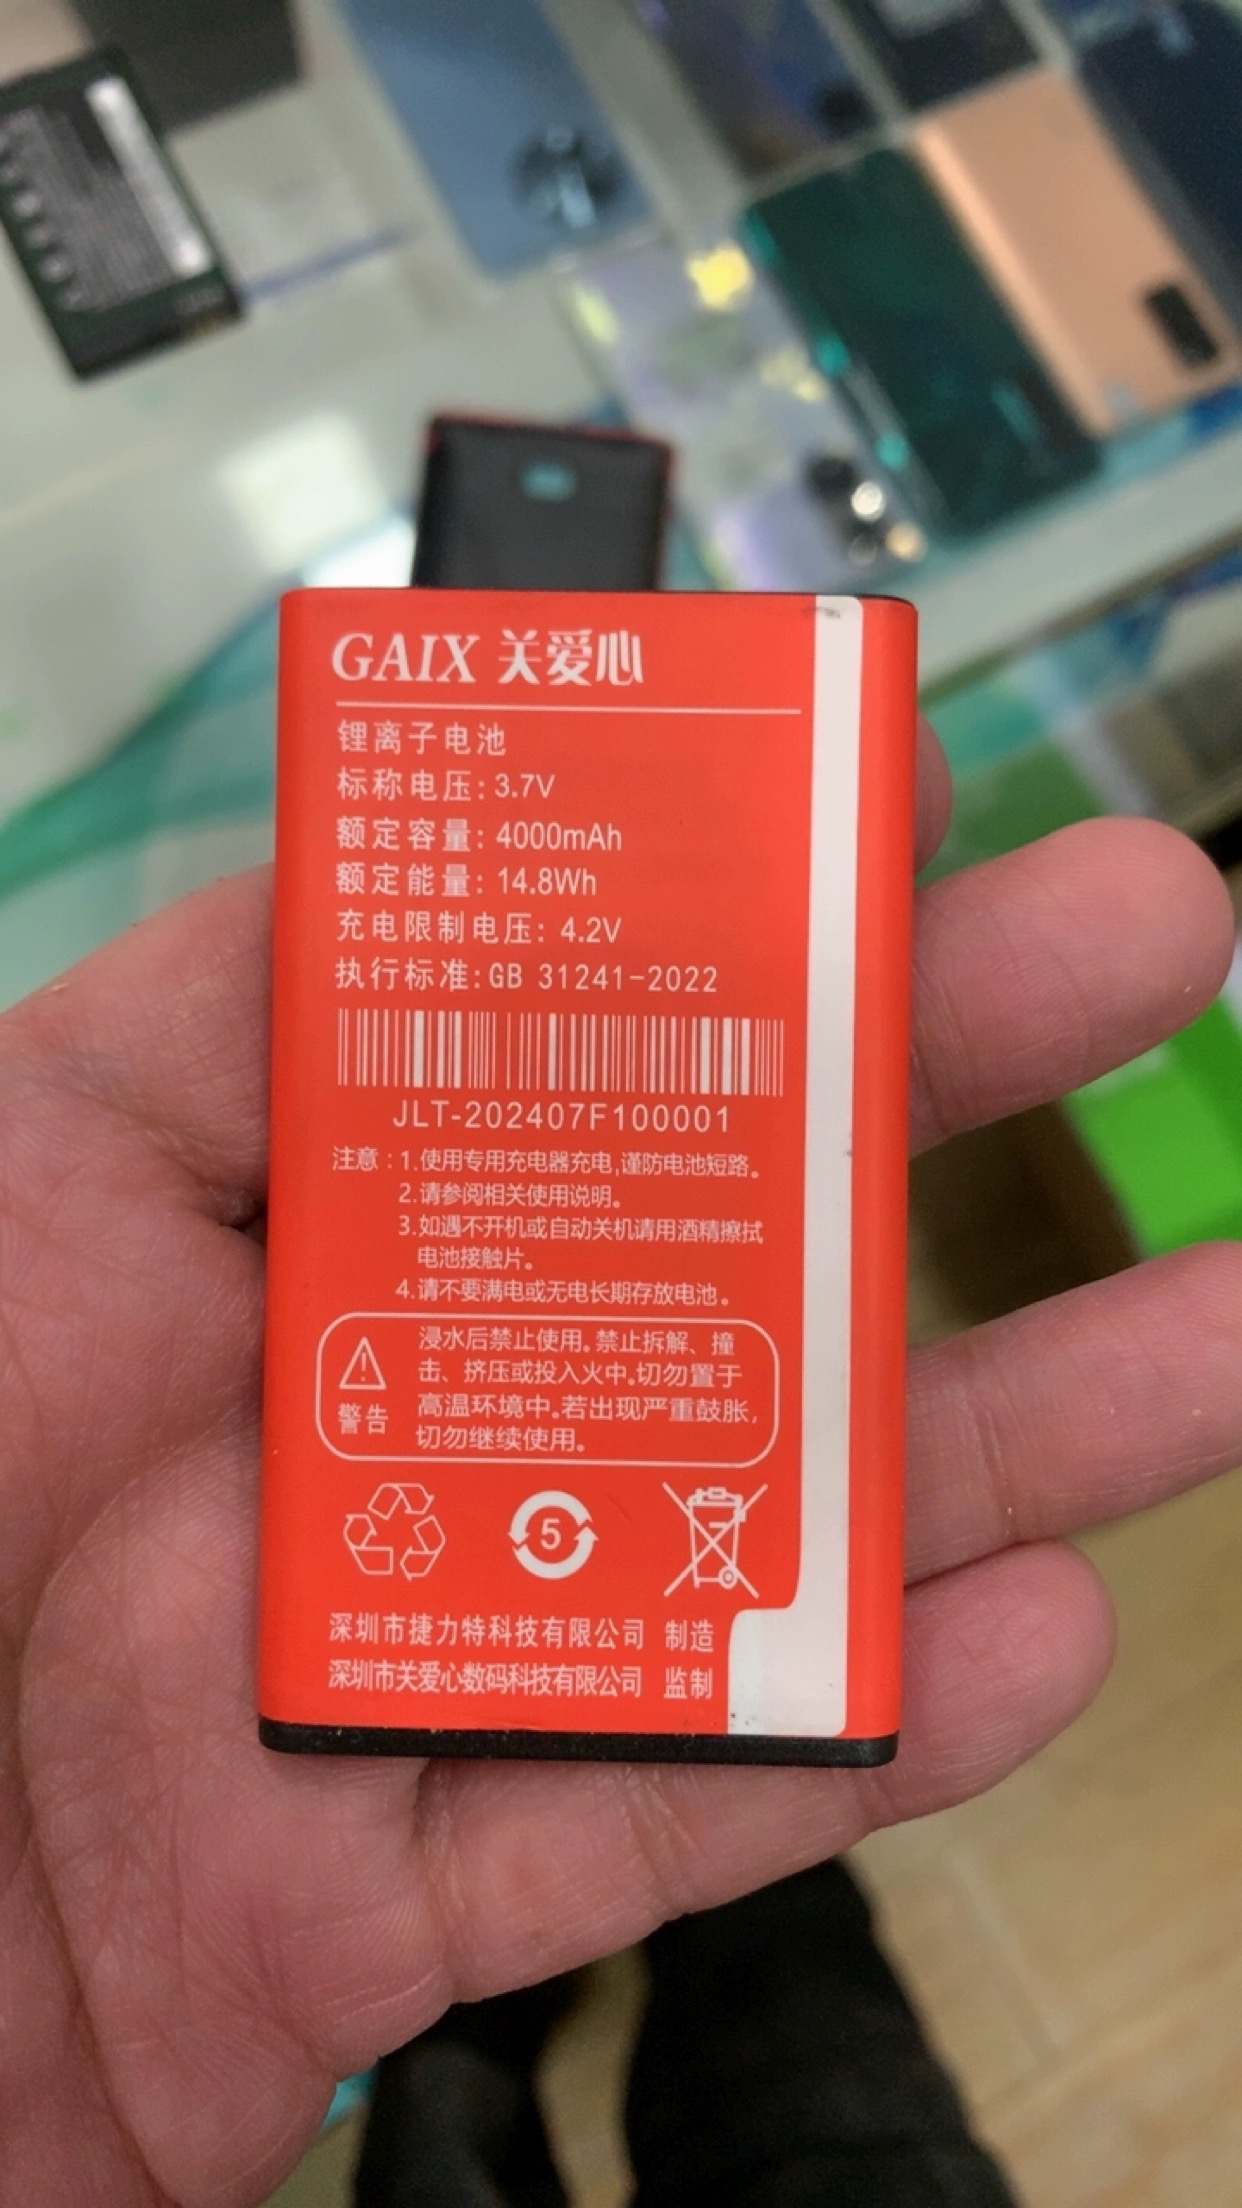 GAIX 关爱心
锂离子电池
标称电压: 3.7V
额定容量: 4000mAh
额定能量: 14.8Wh
充电限制电压: 4.2V
执行标准:GB 31241-2022
JLT-202407F100001
注意:1.使用专用充电器充电,谨防电池短路。
2.请参阅相关使用说明。
3.如遇不开机或自动关机请用酒精擦拭
电池接触片。
4.请不要满电或无电长期存放电池。
浸水后禁止使用。禁止拆解、撞
击、挤压或投入火中。切勿置于
高温环境中。若出现严重鼓胀,
切勿继续使用。
警告
5
深圳市捷力特科技有限公司 制造
深圳市关爱心数码科技有限公司 监制